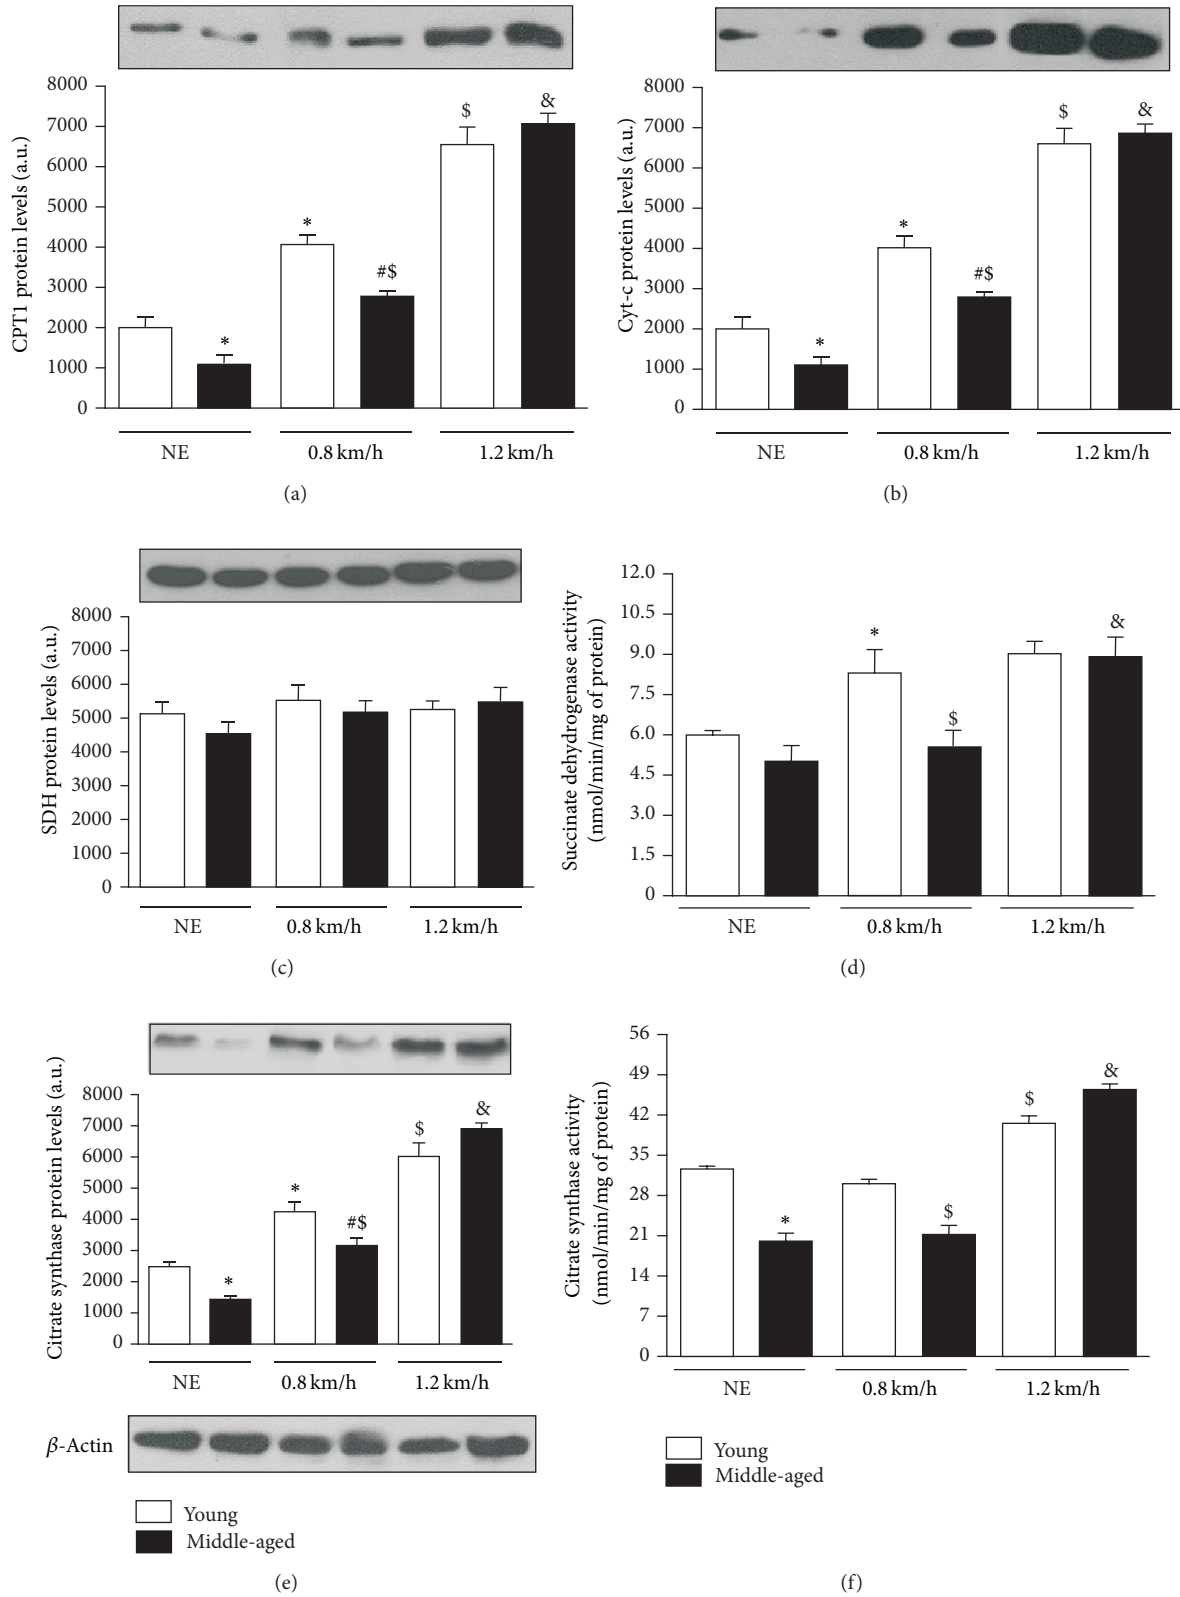 CPT1 protein levels (a.u.)
8000
7000
6000
5000
4000
3000
2000
1000
0
*
*
#$
$
&
NE
0.8 km/h
1.2 km/h
(a)
Cyt-c protein levels (a.u.)
8000
7000
6000
5000
4000
3000
2000
1000
0
*
*
#$
$
&
NE
0.8 km/h
1.2 km/h
(b)
SDH protein levels (a.u.)
8000
7000
6000
5000
4000
3000
2000
1000
0
NE
0.8 km/h
1.2 km/h
(c)
Succinate dehydrogenase activity
(nmol/min/mg of protein)
12.0
10.5
9.0
7.5
6.0
4.5
3.0
1.5
0
*
$
&
NE
0.8 km/h
1.2 km/h
(d)
Citrate synthase protein levels (a.u.)
8000
7000
6000
5000
4000
3000
2000
1000
0
*
*
#$
$
&
NE
0.8 km/h
1.2 km/h
β-Actin
Young
Middle-aged
(e)
Citrate synthase activity
(nmol/min/mg of protein)
56
49
42
35
28
21
14
7
0
*
$
$
&
NE
0.8 km/h
1.2 km/h
Young
Middle-aged
(f)